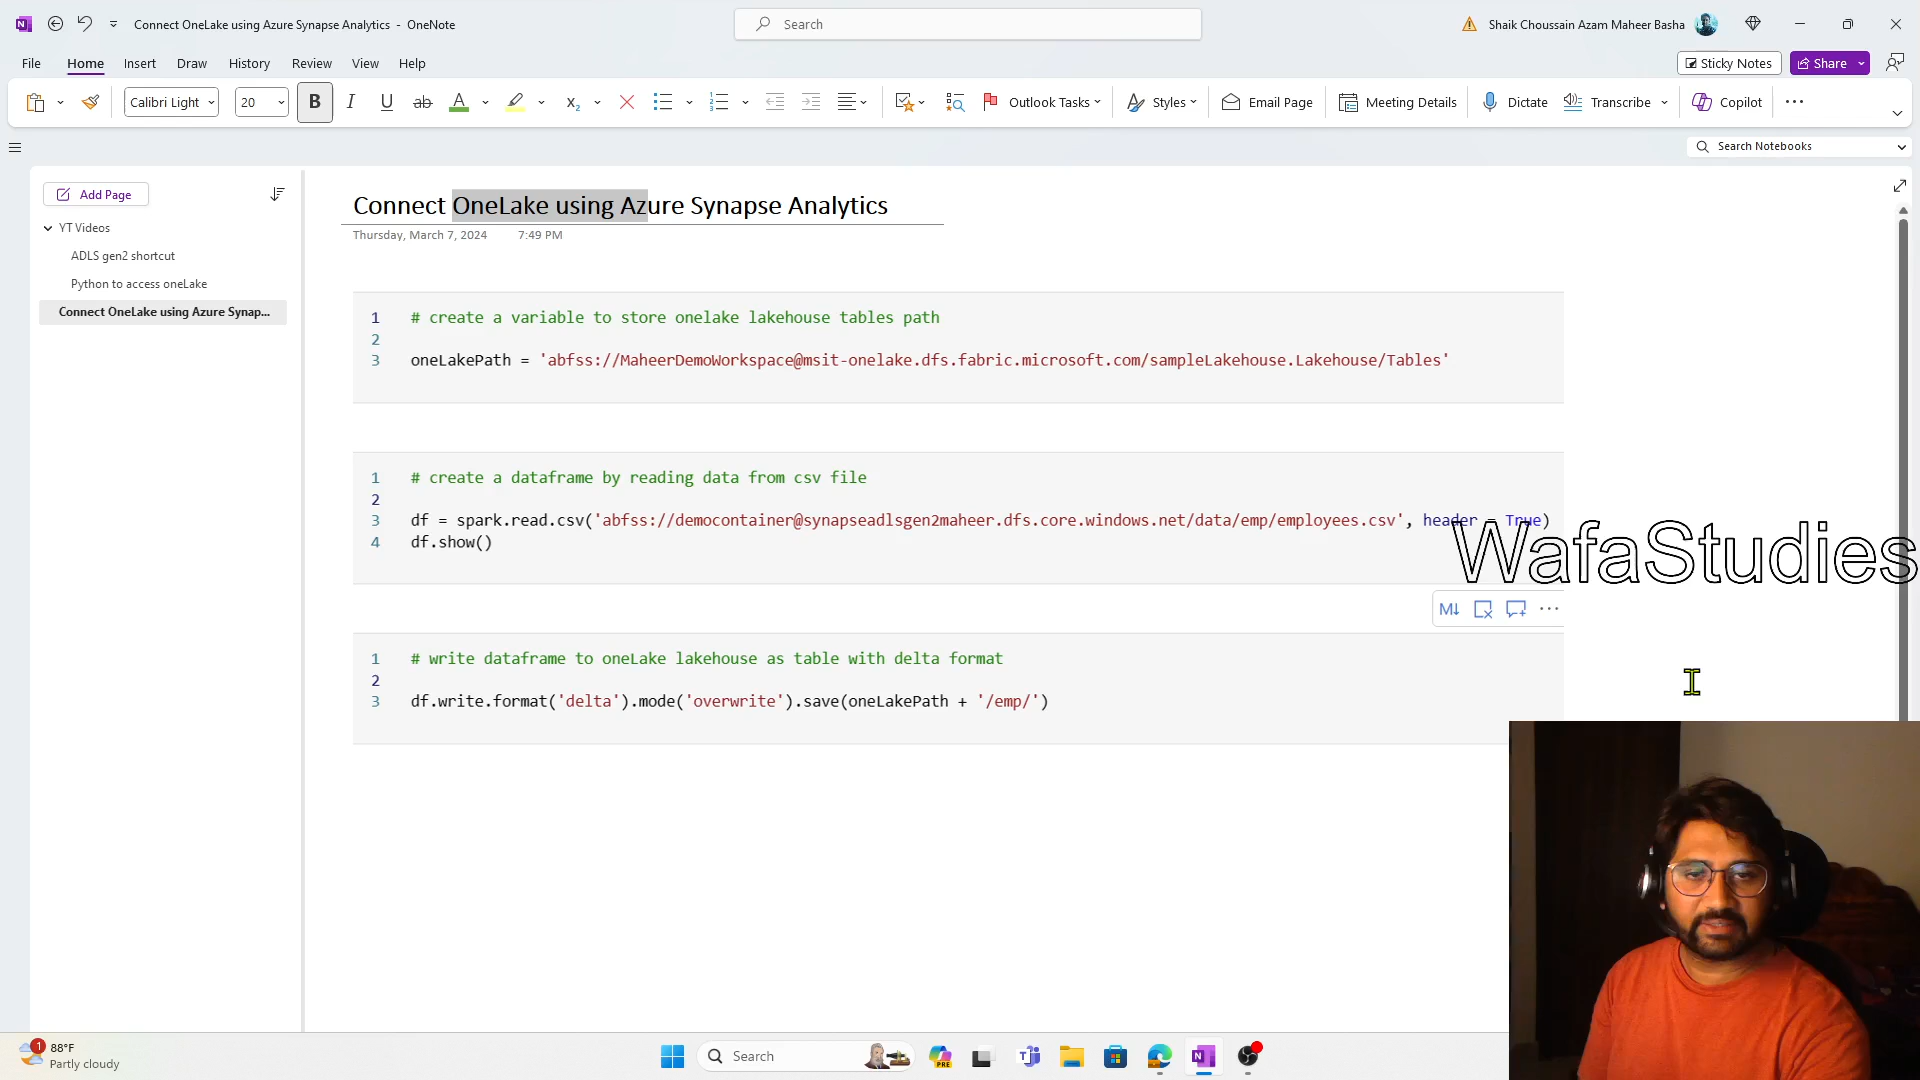 Connect OneLake using Azure Synapse Analytics - OneNote
Search
Shaik Choussain Azam Maheer Basha
File Home Insert Draw History Review View Help
Sticky Notes
Share
Calibri Light 20 B I U ab A X₂ Outlook Tasks Styles Email Page Meeting Details Dictate Transcribe Copilot
Search Notebooks
Add Page
YT Videos
ADLS gen2 shortcut
Python to access oneLake
Connect OneLake using Azure Synap...
Connect OneLake using Azure Synapse Analytics
Thursday, March 7, 2024 7:49 PM
1 # create a variable to store onelake lakehouse tables path
2
3 oneLakePath = 'abfss://MaheerDemoWorkspace@msit-onelake.dfs.fabric.microsoft.com/sampleLakehouse.Lakehouse/Tables'
1 # create a dataframe by reading data from csv file
2
3 df = spark.read.csv('abfss://democontainer@synapseadlsgen2maheer.dfs.core.windows.net/data/emp/employees.csv', header = True)
4 df.show()
WafaStudies
M↓
1 # write dataframe to oneLake lakehouse as table with delta format
2
3 df.write.format('delta').mode('overwrite').save(oneLakePath + '/emp/')
1
88°F
Partly cloudy
Search
PRE